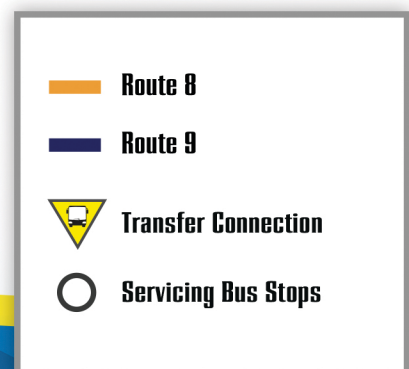 Route 8
Route 9
Transfer Connection
Servicing Bus Stops